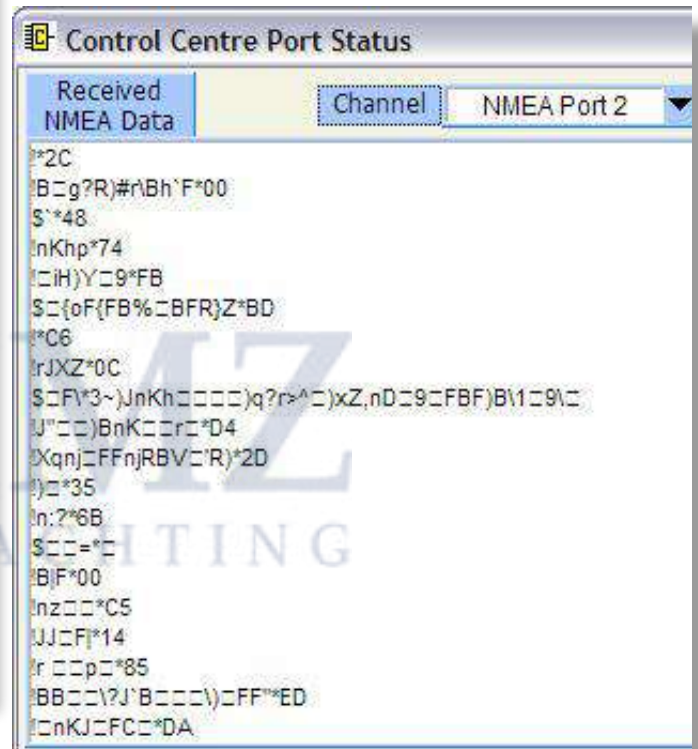 Control Centre Port Status
Received
NMEA Data
Channel
NMEA Port 2
!*2C
!B□g?R)#r\Bh`F*00
$`*48
!nKhp*74
!□iH)Y□9*FB
$□{oF{FB%□BFR}Z*BD
!*C6
!rJXZ*0C
$□F\*3~)JnKh□□□□)q?r>^□)xZ,nD□9□FBF)B\1□9\□
!J"□□)BnK□□r□*D4
!Xqnj□FFnjRBV□'R)*2D
!)□*35
!n:?*6B
$□□=*□
!B|F*00
!nz□□*C5
!JJ□F|*14
!r □□p□*85
!BB□□\?J`B□□□\)□FF"*ED
!□nKJ□FC□*DA
MZ
YACHTING